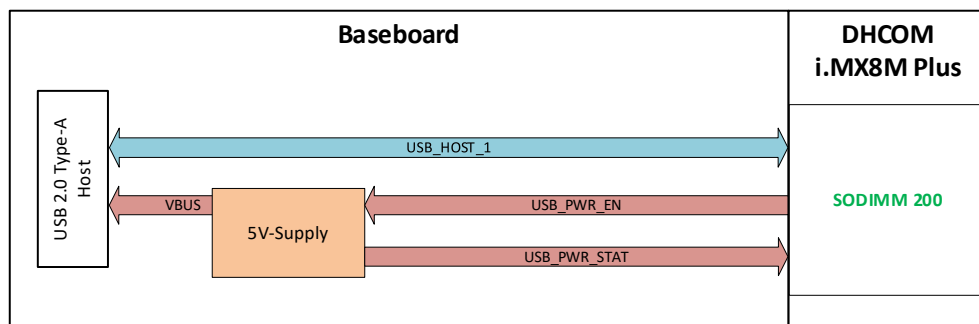 Baseboard
DHCOM
i.MX8M Plus
USB 2.0 Type-A
Host
USB_HOST_1
VBUS
USB_PWR_EN
5V-Supply
USB_PWR_STAT
SODIMM 200